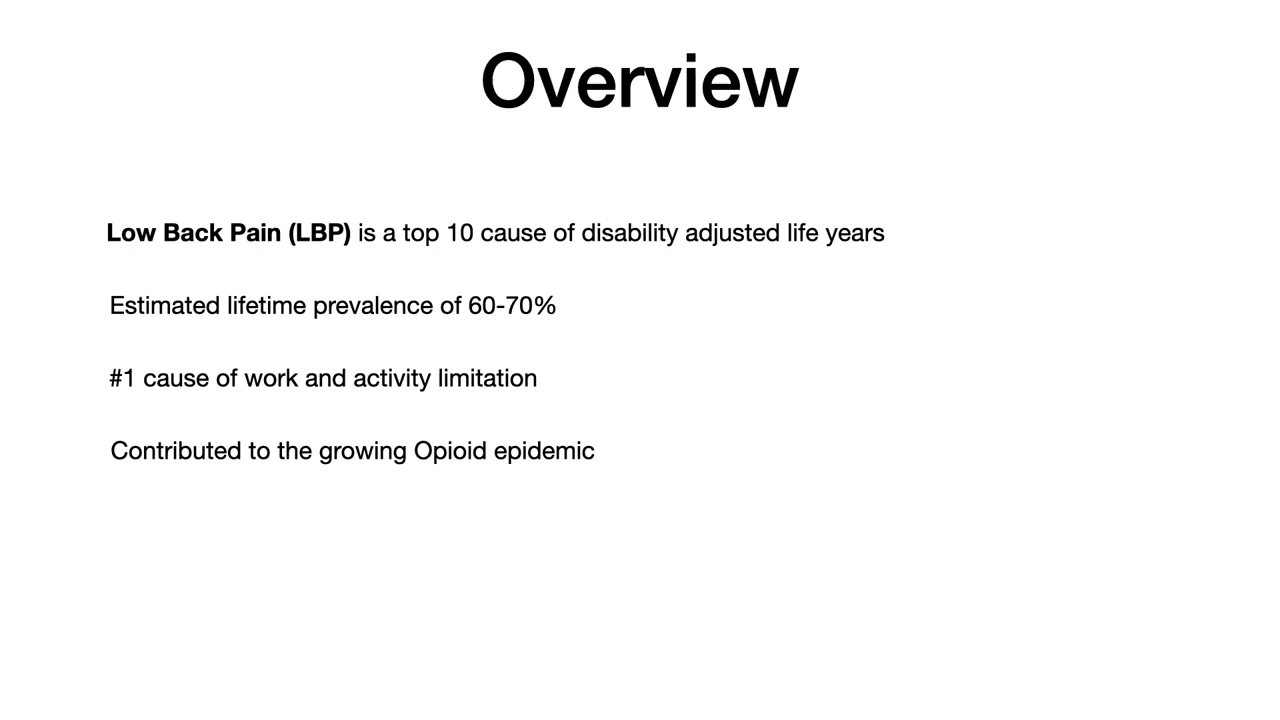 Overview
Low Back Pain (LBP) is a top 10 cause of disability adjusted life years
Estimated lifetime prevalence of 60-70%
#1 cause of work and activity limitation
Contributed to the growing Opioid epidemic